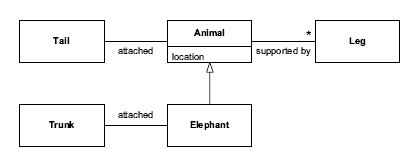 Tail
attached
Animal
location
*
supported by
Leg
Trunk
attached
Elephant